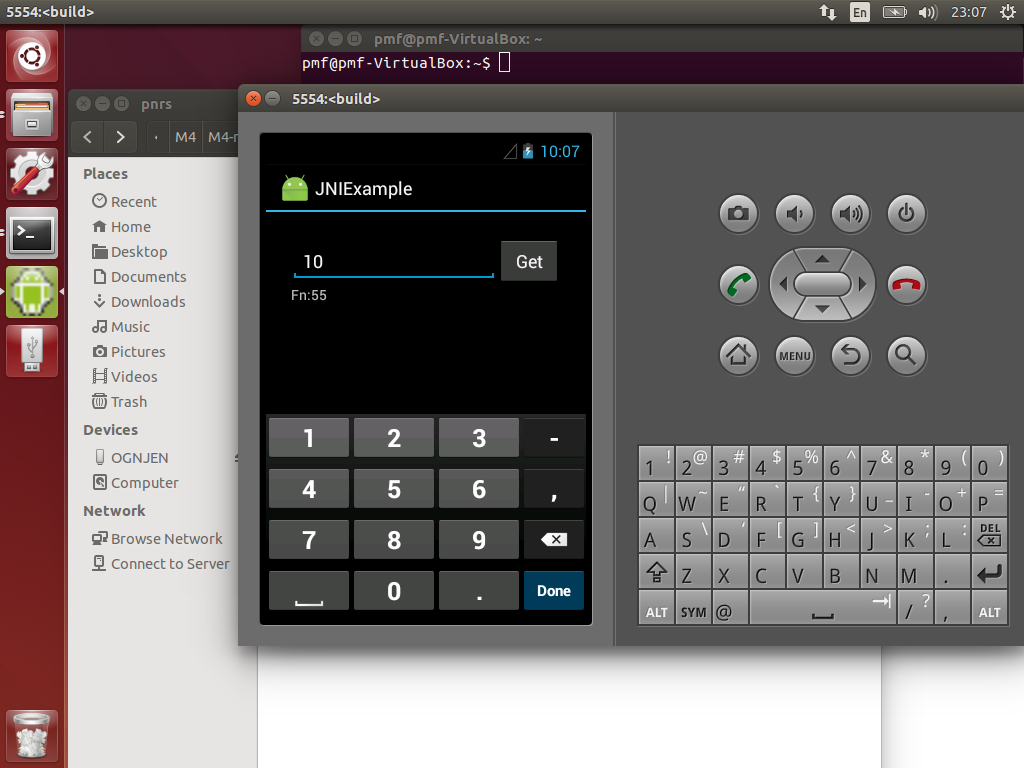 5554:<build>
En
23:07
pmf@pmf-VirtualBox: ~
pmf@pmf-VirtualBox:~$
pnrs
M4
Places
Recent
Home
Desktop
Documents
Downloads
Music
Pictures
Videos
Trash
Devices
OGNJEN
Computer
Network
Browse Network
Connect to Server
5554:<build>
10:07
JNIExample
10
Get
Fn:55
1 2 3 -
4 5 6 ,
7 8 9
0 . Done
MENU
1 ! 2 @ 3 # 4 $ 5 % 6 ^ 7 & 8 * 9 ( 0 )
Q | W ~ E “ R ` T { Y } U _ I - O + P =
A S \ D ‘ F [ G ] H < J > K ; L : DEL
Z X C V B N M .
ALT SYM @ / ? , ALT